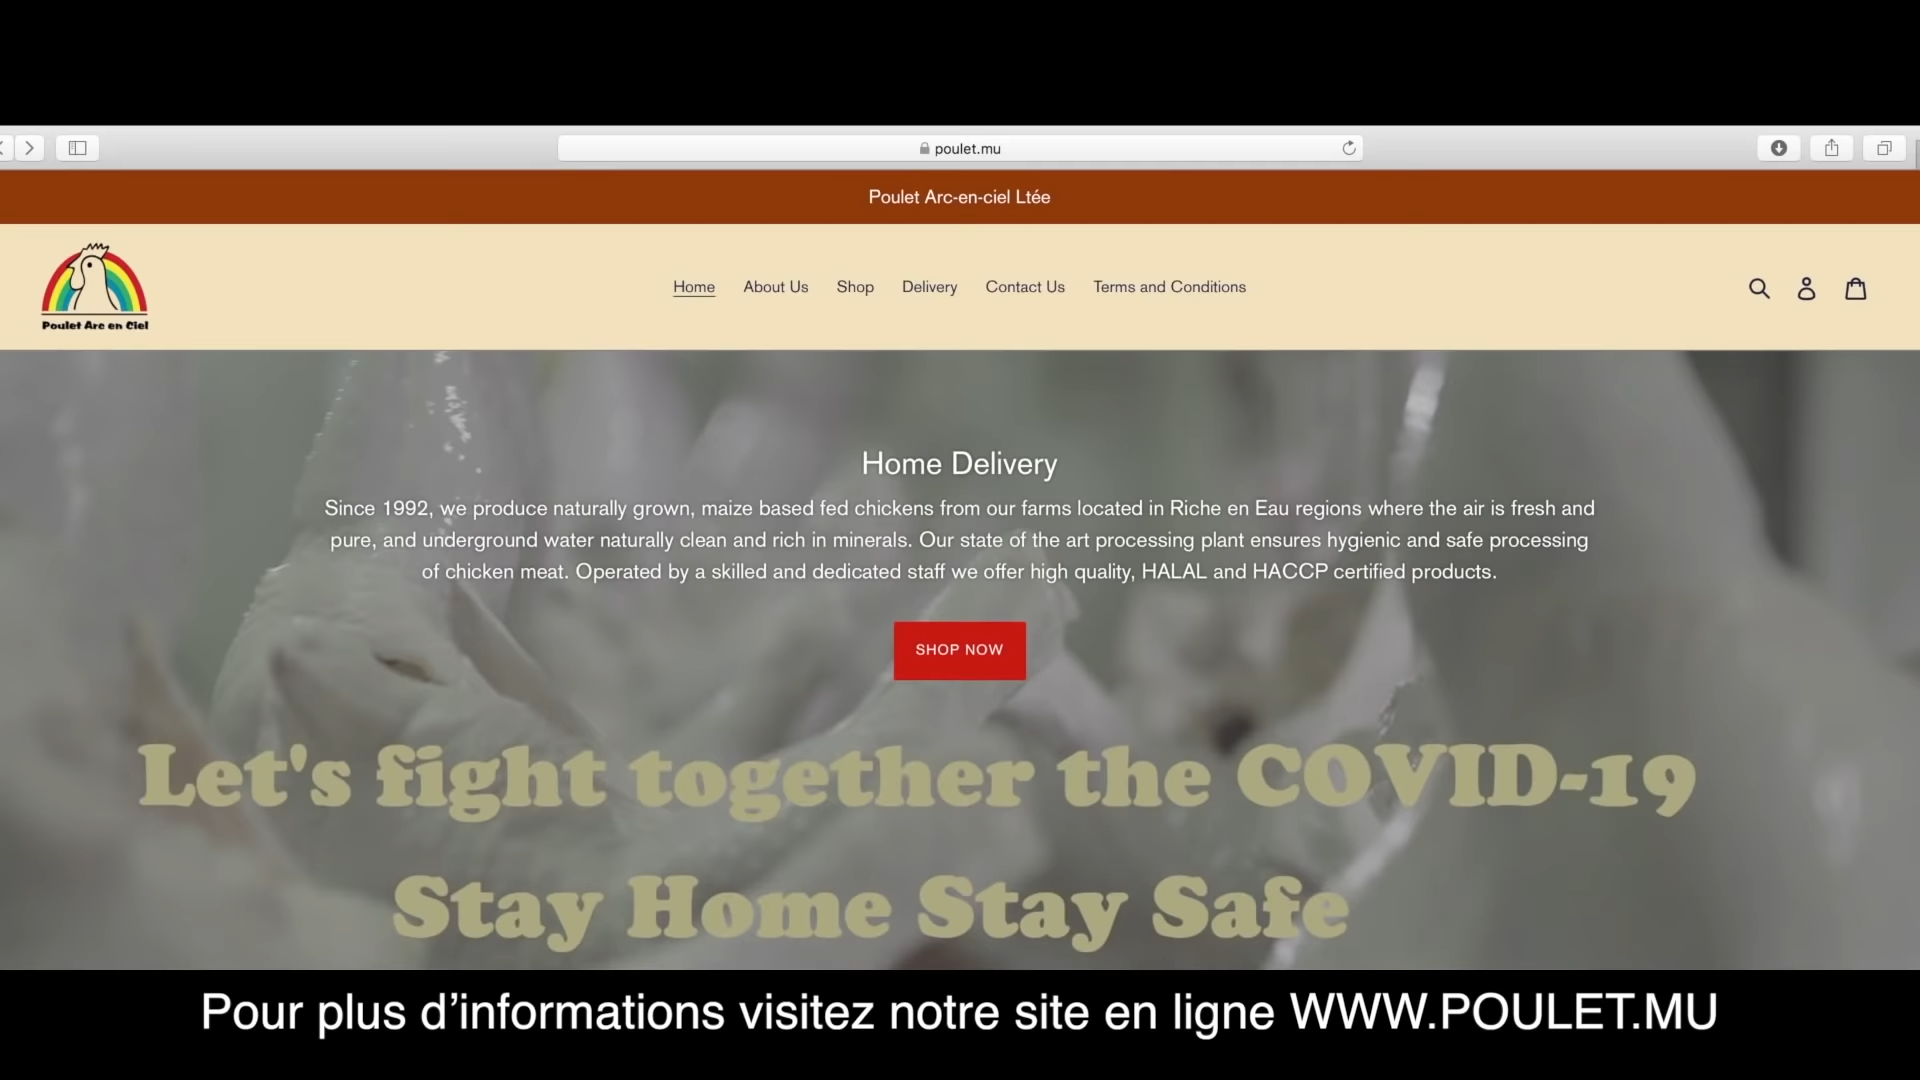 poulet.mu
Poulet Arc-en-ciel Ltée
Poulet Arc en Ciel
Home About Us Shop Delivery Contact Us Terms and Conditions
Home Delivery
Since 1992, we produce naturally grown, maize based fed chickens from our farms located in Riche en Eau regions where the air is fresh and
pure, and underground water naturally clean and rich in minerals. Our state of the art processing plant ensures hygienic and safe processing
of chicken meat. Operated by a skilled and dedicated staff we offer high quality, HALAL and HACCP certified products.
SHOP NOW
Let's fight together the COVID-19
Stay Home Stay Safe
Pour plus d’informations visitez notre site en ligne WWW.POULET.MU